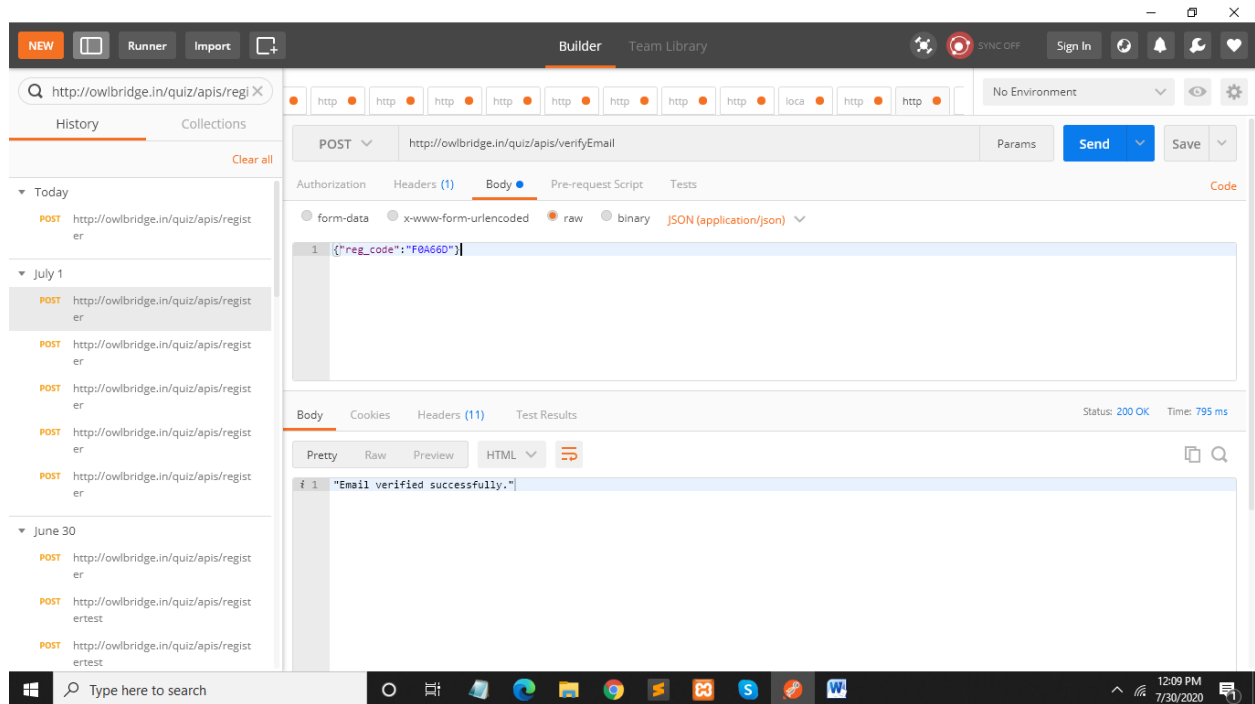 NEW Runner Import Builder Team Library SYNC OFF Sign In
http://owlbridge.in/quiz/apis/regi
History Collections
Clear all
Today
POST http://owlbridge.in/quiz/apis/regist
er
July 1
POST http://owlbridge.in/quiz/apis/regist
er
POST http://owlbridge.in/quiz/apis/regist
er
POST http://owlbridge.in/quiz/apis/regist
er
POST http://owlbridge.in/quiz/apis/regist
er
POST http://owlbridge.in/quiz/apis/regist
er
June 30
POST http://owlbridge.in/quiz/apis/regist
er
POST http://owlbridge.in/quiz/apis/regist
ertest
POST http://owlbridge.in/quiz/apis/regist
ertest
http http http http http http http http loca http http
No Environment
POST http://owlbridge.in/quiz/apis/verifyEmail Params Send Save
Authorization Headers (1) Body Pre-request Script Tests Code
form-data x-www-form-urlencoded raw binary JSON (application/json)
1 {"reg_code":"F0A66D"}
Body Cookies Headers (11) Test Results Status: 200 OK Time: 795 ms
Pretty Raw Preview HTML
i 1 "Email verified successfully."
Type here to search
12:09 PM
7/30/2020